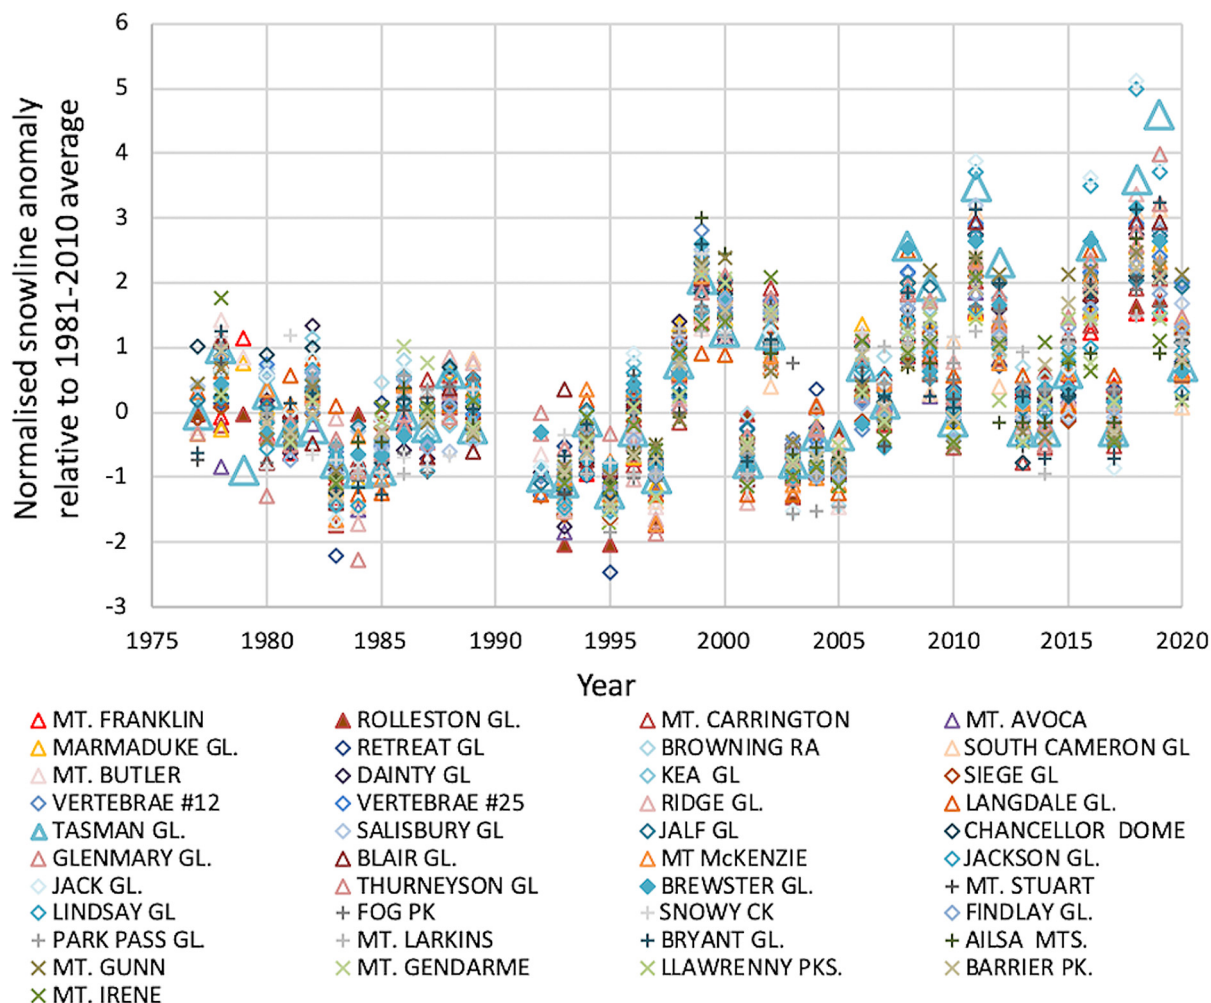 6
5
4
3
2
1
0
-1
-2
-3
Normalised snowline anomaly
relative to 1981-2010 average
1975 1980 1985 1990 1995 2000 2005 2010 2015 2020
Year
MT. FRANKLIN ROLLESTON GL. MT. CARRINGTON MT. AVOCA
MARMADUKE GL. RETREAT GL BROWNING RA SOUTH CAMERON GL
MT. BUTLER DAINTY GL KEA GL SIEGE GL
VERTEBRAE #12 VERTEBRAE #25 RIDGE GL. LANGDALE GL.
TASMAN GL. SALISBURY GL JALF GL CHANCELLOR DOME
GLENMARY GL. BLAIR GL. MT McKENZIE JACKSON GL.
JACK GL. THURNEYSON GL BREWSTER GL. MT. STUART
LINDSAY GL FOG PK SNOWY CK FINDLAY GL.
PARK PASS GL. MT. LARKINS BRYANT GL. AILSA MTS.
MT. GUNN MT. GENDARME LLAWRENNY PKS. BARRIER PK.
MT. IRENE